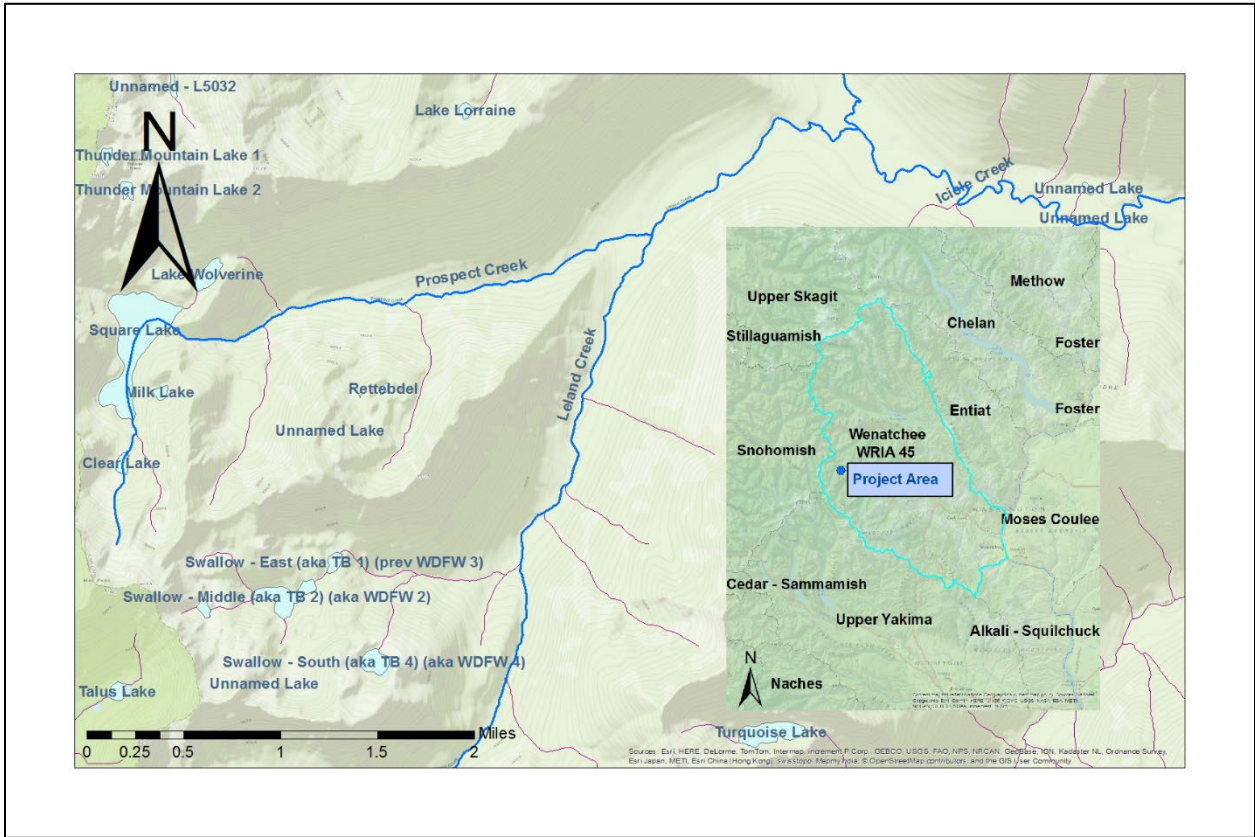 Unnamed - L5032
Lake Lorraine
N
Thunder Mountain Lake 1
Thunder Mountain Lake 2
Iciele Creek
Unnamed Lake
Unnamed Lake
Lake Wolverine
Prospect Creek
Square Lake
Leland Creek
Milk Lake
Rettebdel
Unnamed Lake
Clear Lake
Swallow - East (aka TB 1) (prev WDFW 3)
Swallow - Middle (aka TB 2) (aka WDFW 2)
Swallow - South (aka TB 4) (aka WDFW 4)
Unnamed Lake
Talus Lake
Turquoise Lake
Miles
0 0.25 0.5 1 1.5 2
Methow
Upper Skagit
Chelan
Stillaguamish
Foster
Foster
Entiat
Wenatchee
WRIA 45
Snohomish
Project Area
Moses Coulee
Cedar - Sammamish
Upper Yakima
Alkali - Squilchuck
N
Naches
Sources: Esri, HERE, DeLorme, TomTom, Intermap, increment P Corp., GEBCO, USGS, FAO, NPS, NRCAN, GeoBase, IGN, Kadaster NL, Ordnance Survey,
Esri Japan, METI, Esri China (Hong Kong), swisstopo, MapmyIndia, © OpenStreetMap contributors, and the GIS User Community